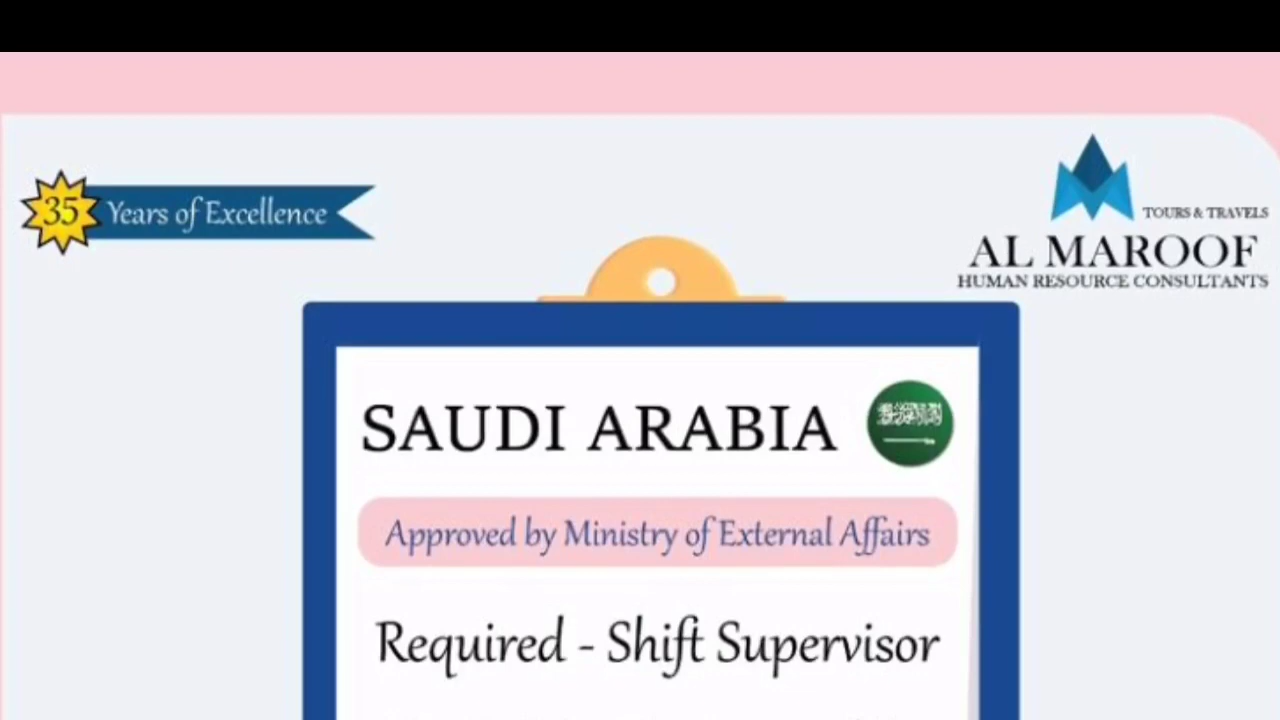 35 Years of Excellence
TOURS & TRAVELS
AL MAROOF
HUMAN RESOURCE CONSULTANTS
SAUDI ARABIA
Approved by Ministry of External Affairs
Required - Shift Supervisor